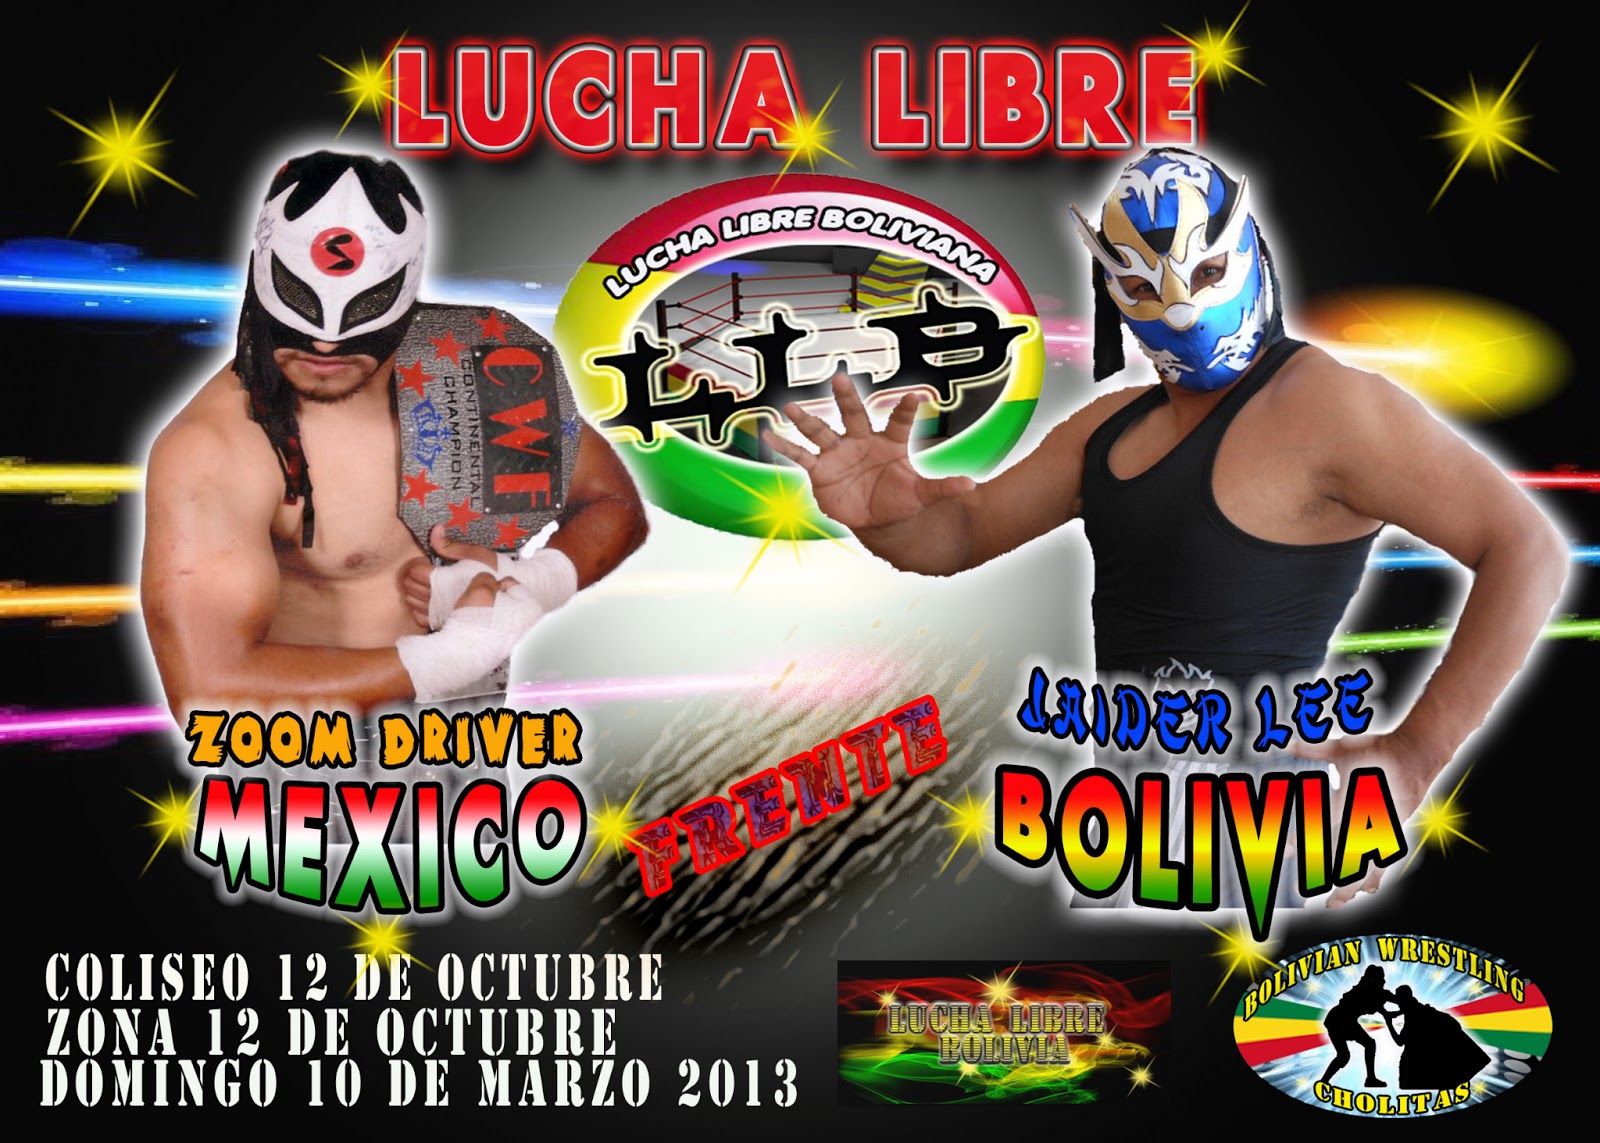 LUCHA LIBRE
LUCHA LIBRE BOLIVIANA
LLB
S
CWF
CONTINENTAL
CHAMPION
ZOOM DRIVER
MEXICO
FRENTE
JAIDER LEE
BOLIVIA
COLISEO 12 DE OCTUBRE
ZONA 12 DE OCTUBRE
DOMINGO 10 DE MARZO 2013
LUCHA LIBRE
BOLIVIA
BOLIVIAN WRESTLING
CHOLITAS